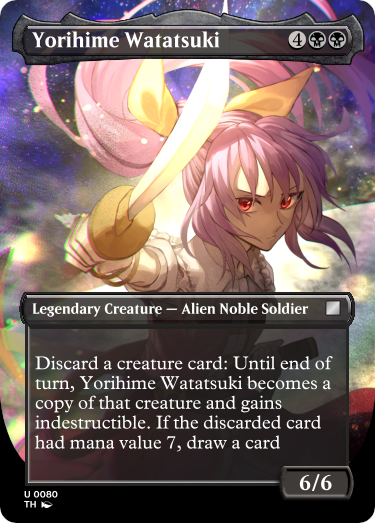 Yorihime Watatsuki 4
Legendary Creature — Alien Noble Soldier
Discard a creature card: Until end of
turn, Yorihime Watatsuki becomes a
copy of that creature and gains
indestructible. If the discarded card
had mana value 7, draw a card
6/6
U 0080
TH